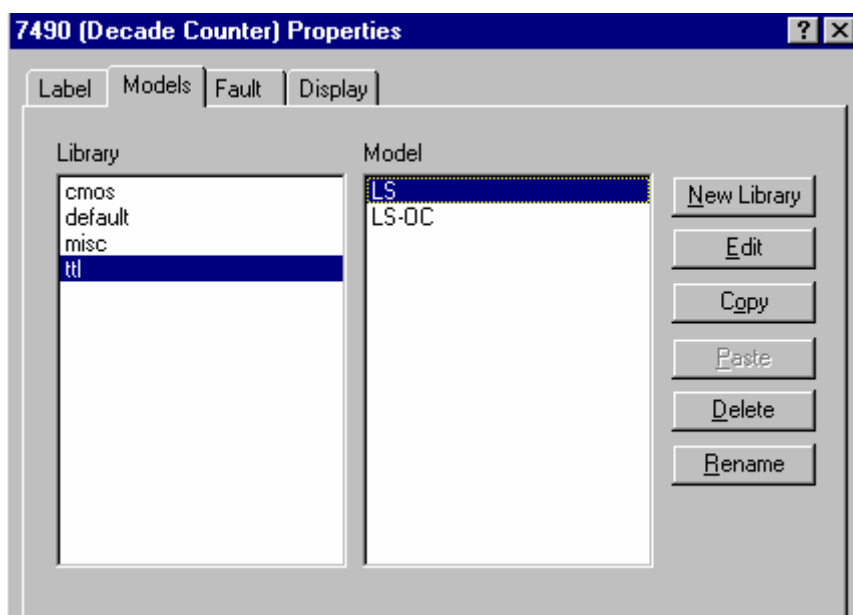 7490 (Decade Counter) Properties
Label Models Fault Display
Library
cmos
default
misc
ttl
Model
LS
LS-OC
New Library
Edit
Copy
Paste
Delete
Rename